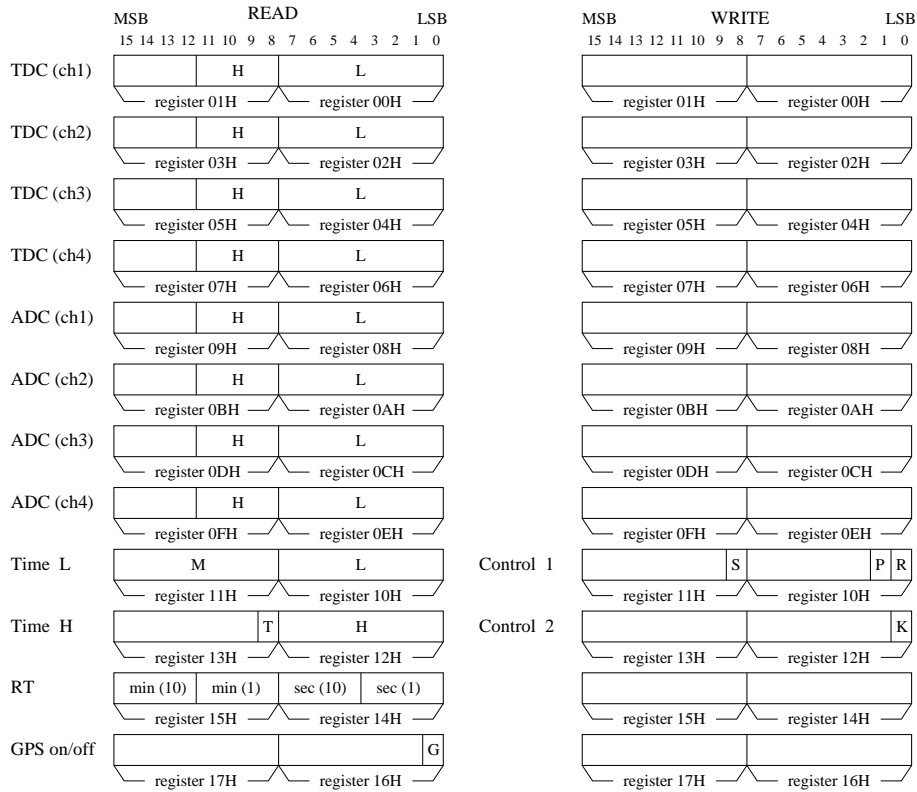 READ WRITE
MSB LSB MSB LSB
15 14 13 12 11 10 9 8 7 6 5 4 3 2 1 0 15 14 13 12 11 10 9 8 7 6 5 4 3 2 1 0
TDC (ch1) H L
register 01H register 00H register 01H register 00H
TDC (ch2) H L
register 03H register 02H register 03H register 02H
TDC (ch3) H L
register 05H register 04H register 05H register 04H
TDC (ch4) H L
register 07H register 06H register 07H register 06H
ADC (ch1) H L
register 09H register 08H register 09H register 08H
ADC (ch2) H L
register 0BH register 0AH register 0BH register 0AH
ADC (ch3) H L
register 0DH register 0CH register 0DH register 0CH
ADC (ch4) H L
register 0FH register 0EH register 0FH register 0EH
Time L M L Control 1 S P R
register 11H register 10H register 11H register 10H
Time H T H Control 2 K
register 13H register 12H register 13H register 12H
RT min (10) min (1) sec (10) sec (1)
register 15H register 14H register 15H register 14H
GPS on/off G
register 17H register 16H register 17H register 16H